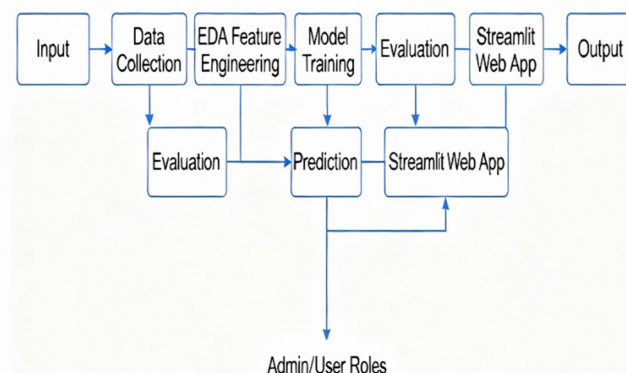 Input
Data
Collection
EDA Feature
Engineering
Model
Training
Evaluation
Streamlit
Web App
Output
Evaluation
Prediction
Streamlit Web App
Admin/User Roles